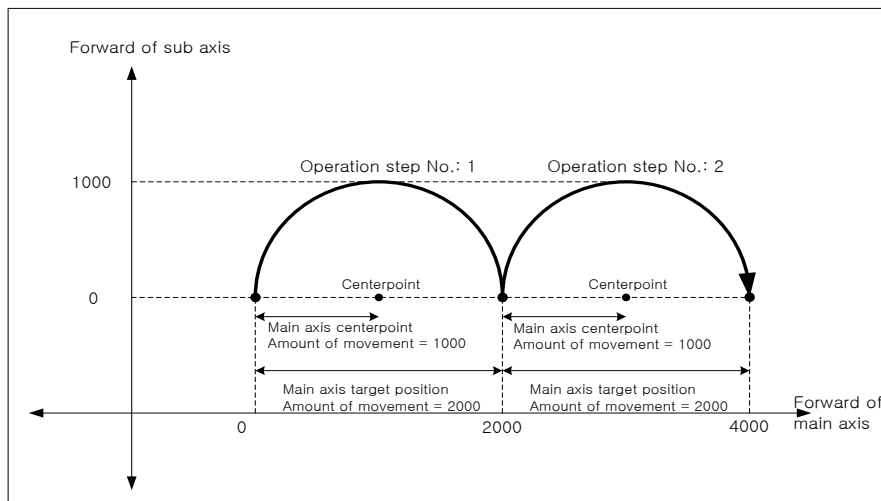 Forward of sub axis
Operation step No.: 1
Operation step No.: 2
1000
Centerpoint
Centerpoint
0
Main axis centerpoint
Amount of movement = 1000
Main axis centerpoint
Amount of movement = 1000
Main axis target position
Amount of movement = 2000
Main axis target position
Amount of movement = 2000
0
2000
4000
Forward of
main axis